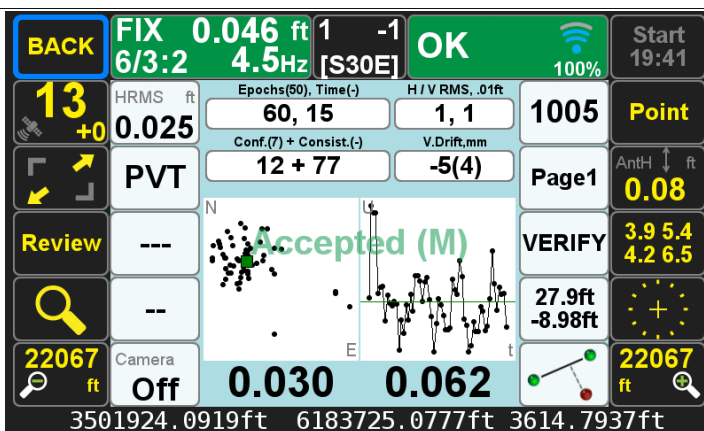 BACK
FIX 0.046 ft
6/3:2 4.5Hz
1 -1
[S30E]
OK
100%
Start
19:41
13
+0
HRMS ft
0.025
Epochs(50), Time(-)
60, 15
H / V RMS, .01ft
1, 1
1005
Point
Conf.(7) + Consist.(-)
12 + 77
V.Drift,mm
-5(4)
PVT
Page1
AntH ft
0.08
Review
---
N
U
Accepted (M)
E
t
VERIFY
3.9 5.4
4.2 6.5
--
27.9ft
-8.98ft
22067
ft
Camera
Off
0.030
0.062
22067
ft
3501924.0919ft 6183725.0777ft 3614.7937ft